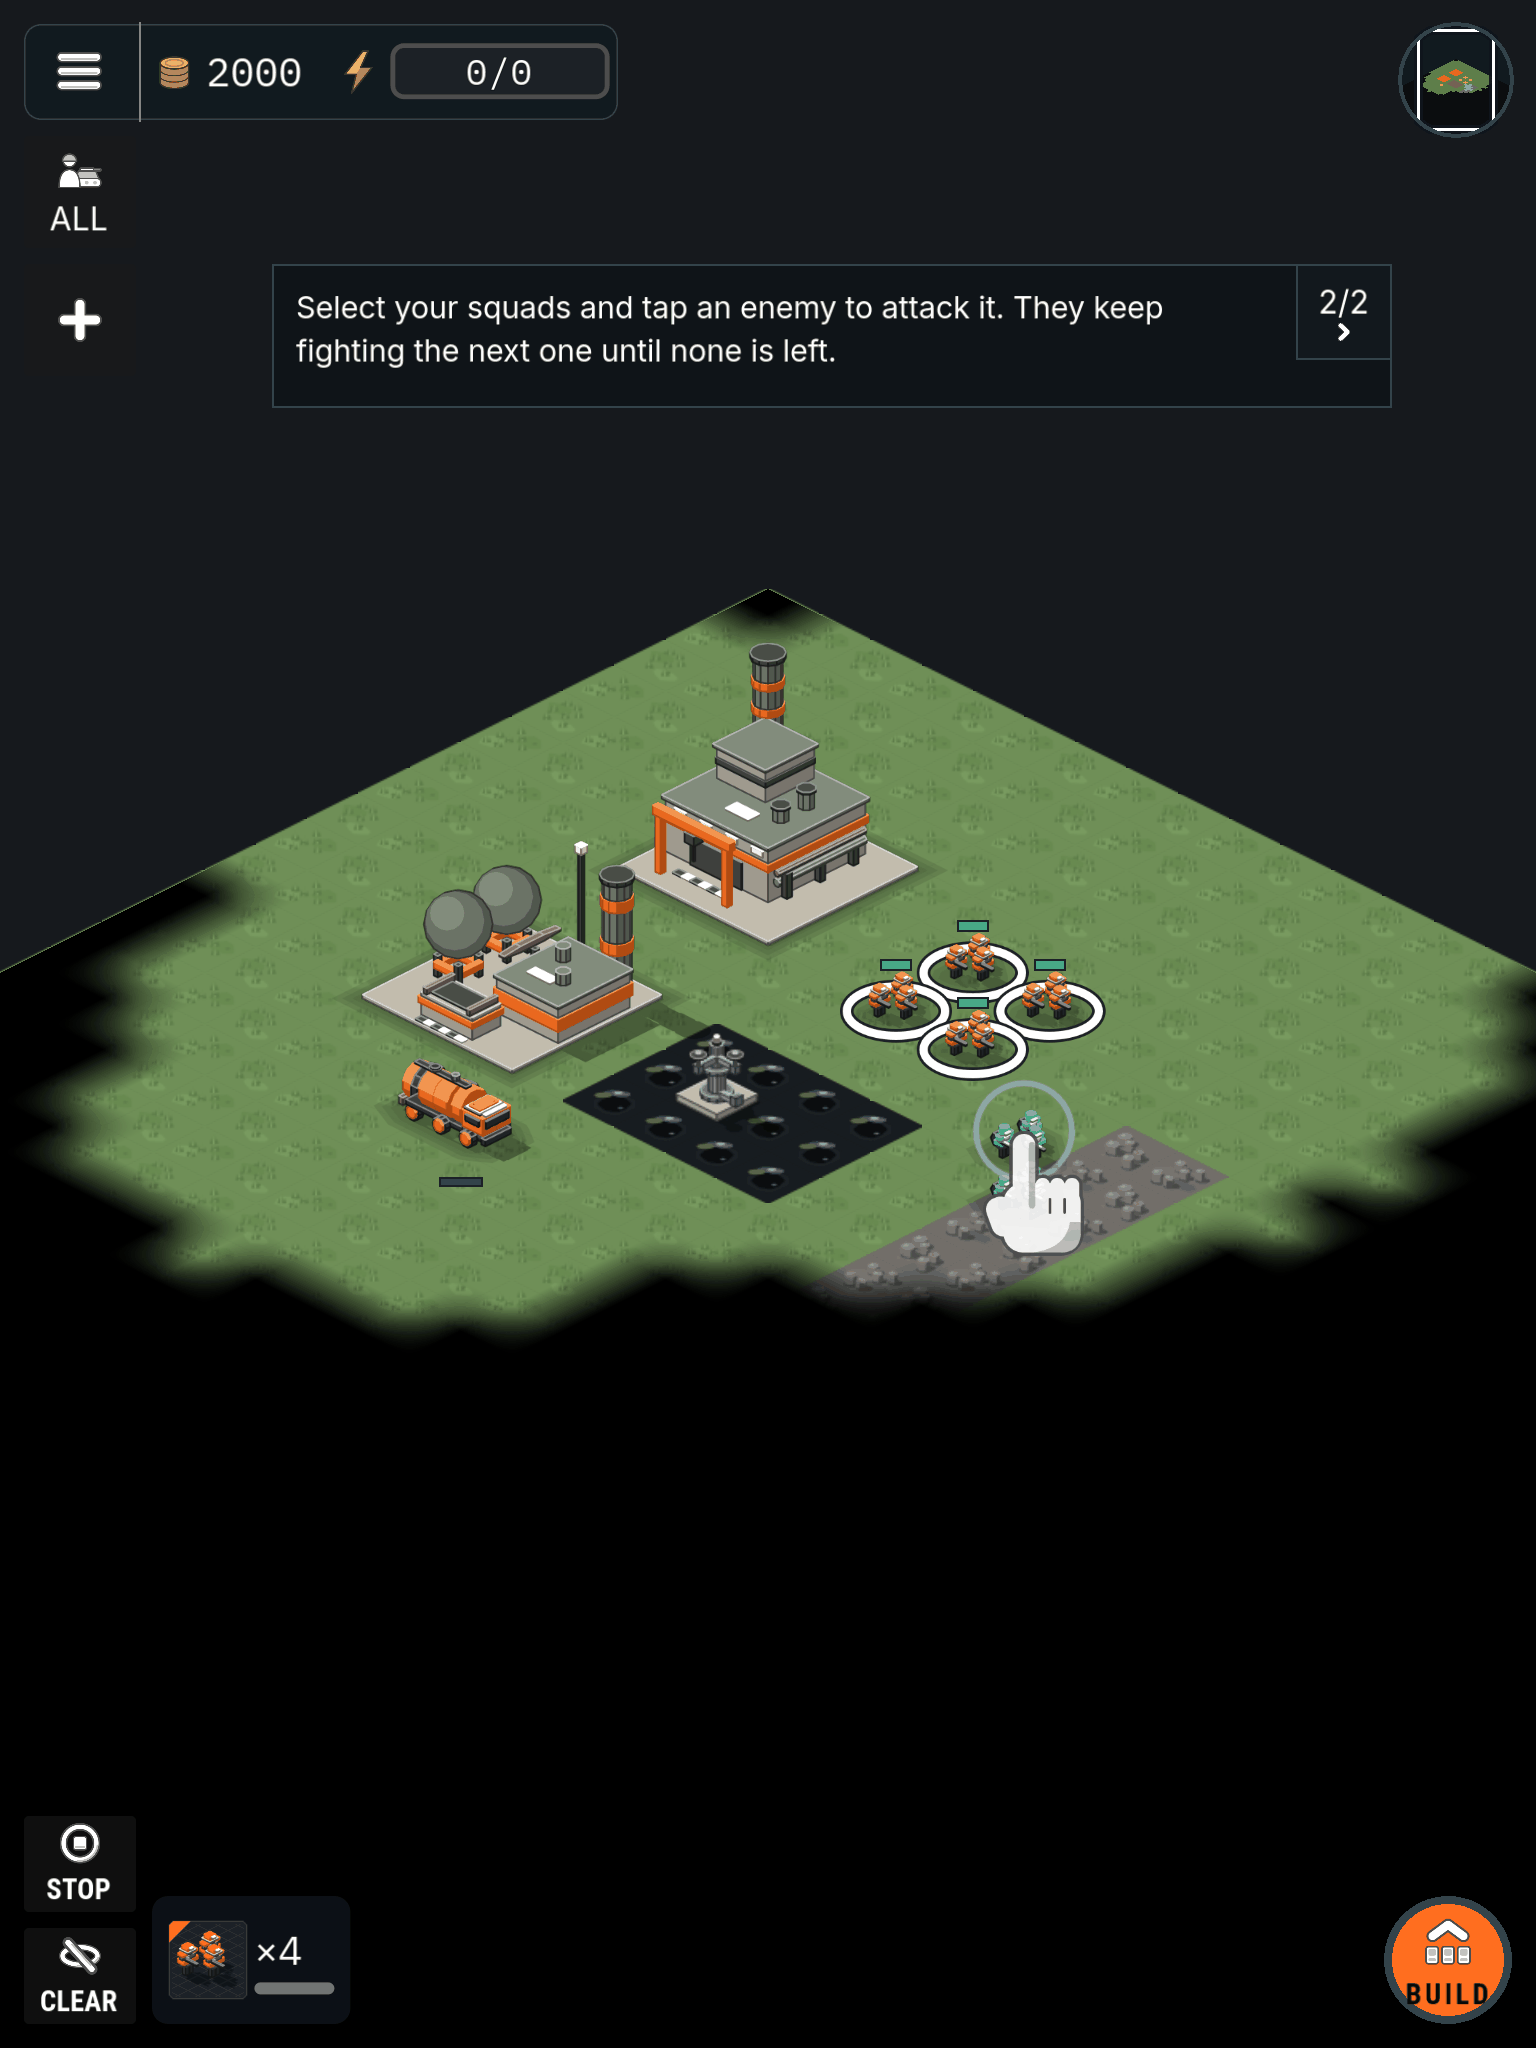 2000
0/0
ALL
Select your squads and tap an enemy to attack it. They keep
fighting the next one until none is left.
2/2
STOP
CLEAR
×4
BUILD